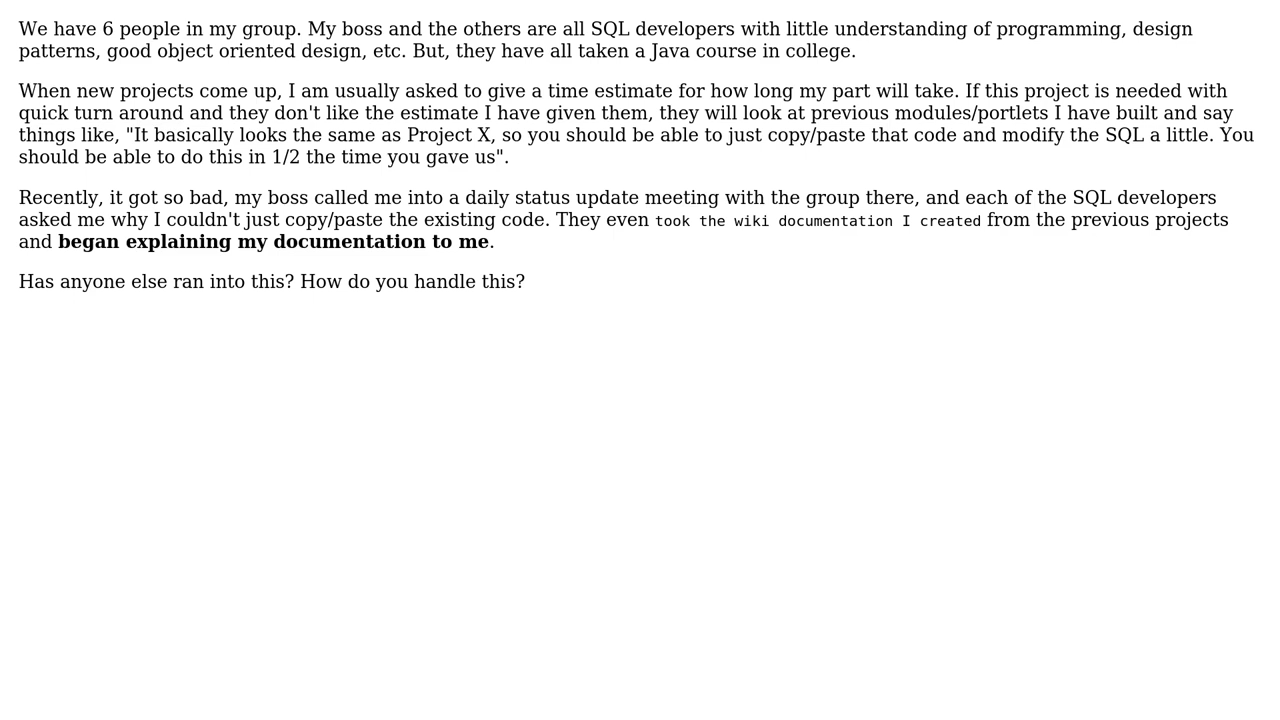 We have 6 people in my group. My boss and the others are all SQL developers with little understanding of programming, design
patterns, good object oriented design, etc. But, they have all taken a Java course in college.
When new projects come up, I am usually asked to give a time estimate for how long my part will take. If this project is needed with
quick turn around and they don't like the estimate I have given them, they will look at previous modules/portlets I have built and say
things like, "It basically looks the same as Project X, so you should be able to just copy/paste that code and modify the SQL a little. You
should be able to do this in 1/2 the time you gave us".
Recently, it got so bad, my boss called me into a daily status update meeting with the group there, and each of the SQL developers
asked me why I couldn't just copy/paste the existing code. They even took the wiki documentation I created from the previous projects
and began explaining my documentation to me.
Has anyone else ran into this? How do you handle this?